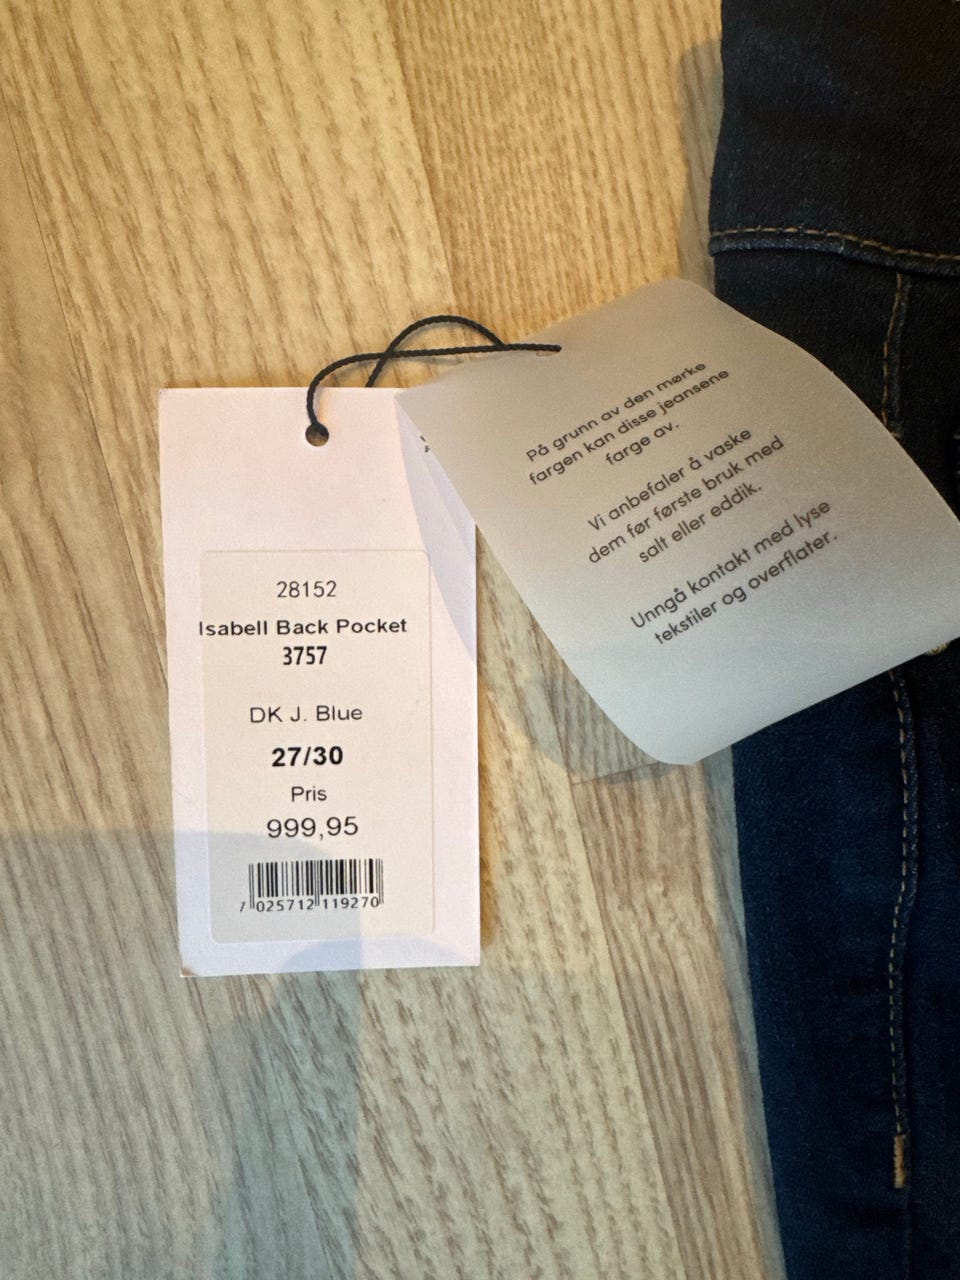 28152
Isabell Back Pocket
3757
DK J. Blue
27/30
Pris
999,95
7 025712 119270
På grunn av den mørke
fargen kan disse jeansene
farge av.
Vi anbefaler å vaske
dem før første bruk med
salt eller eddik.
Unngå kontakt med lyse
tekstiler og overflater.